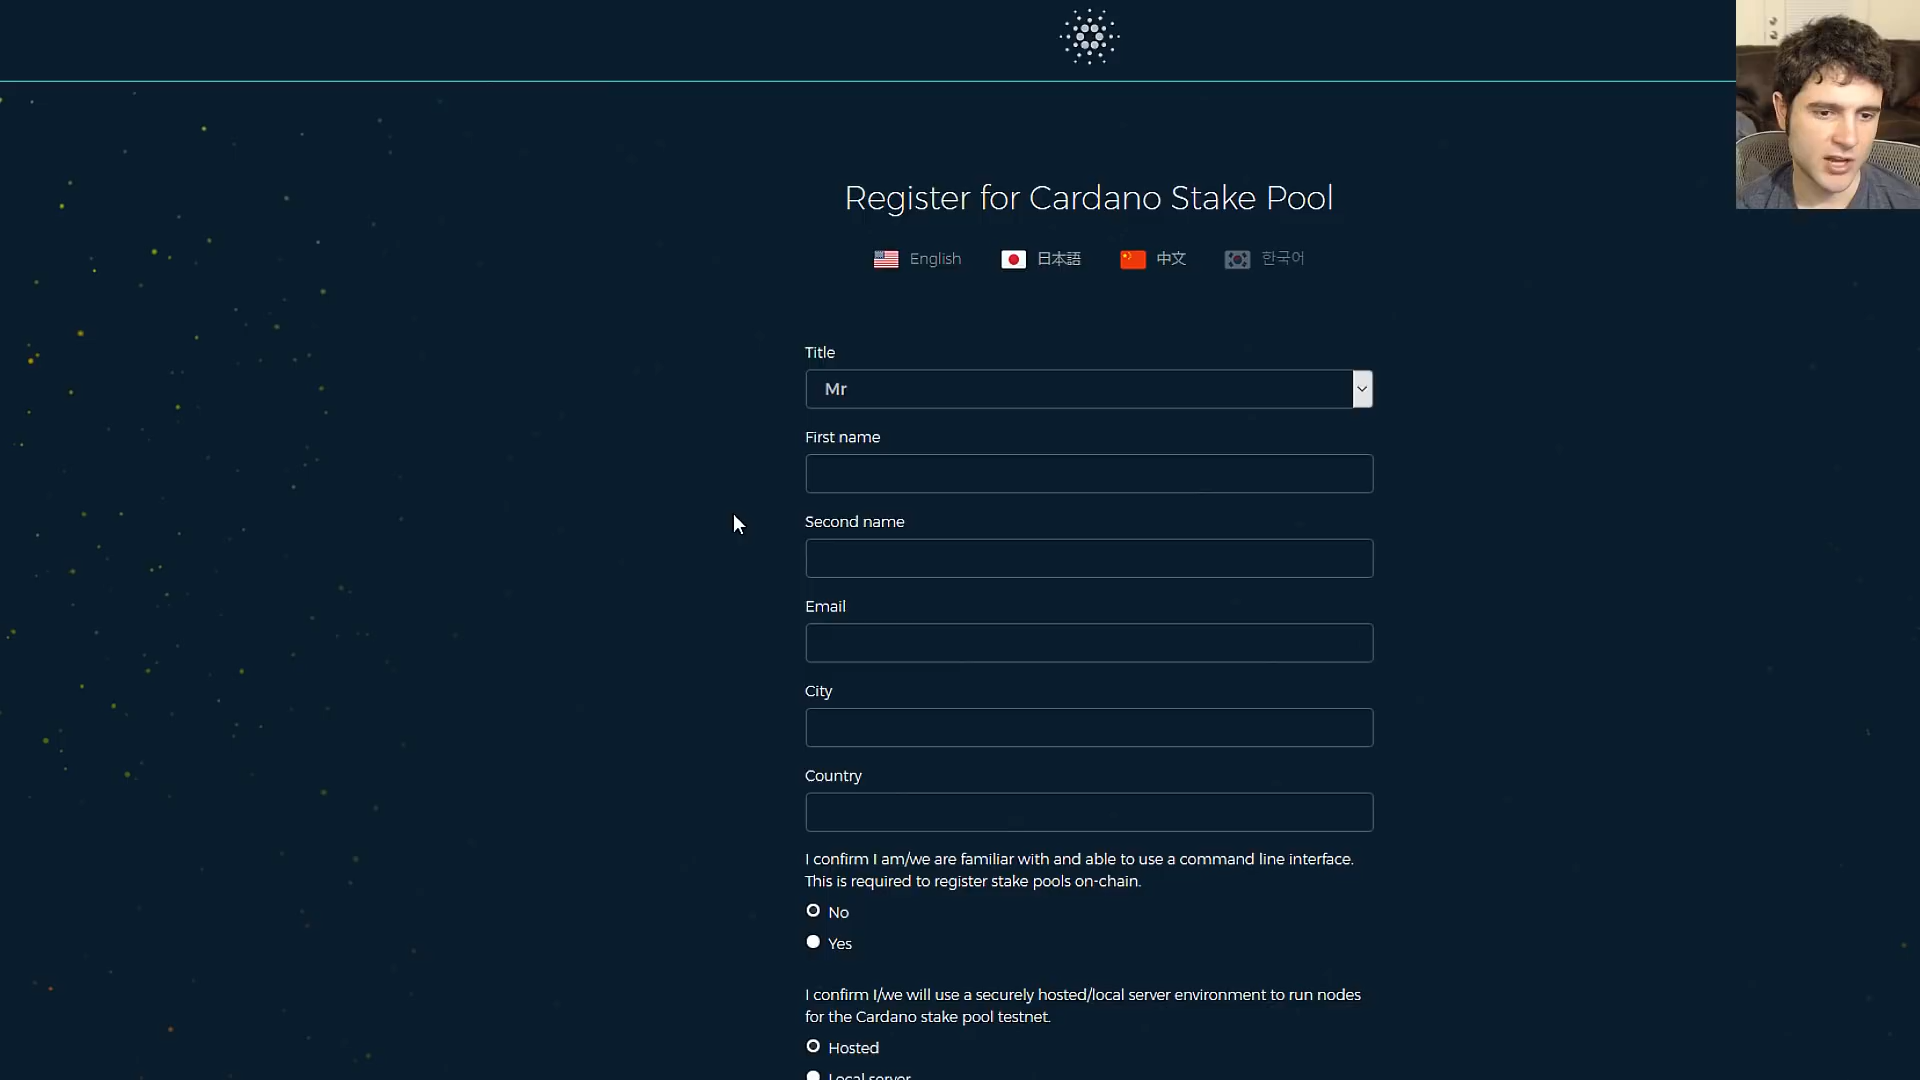 Register for Cardano Stake Pool
English 日本語 中文 한국어
Title
Mr
First name
Second name
Email
City
Country
I confirm I am/we are familiar with and able to use a command line interface.
This is required to register stake pools on-chain.
No
Yes
I confirm I/we will use a securely hosted/local server environment to run nodes
for the Cardano stake pool testnet.
Hosted
Local server